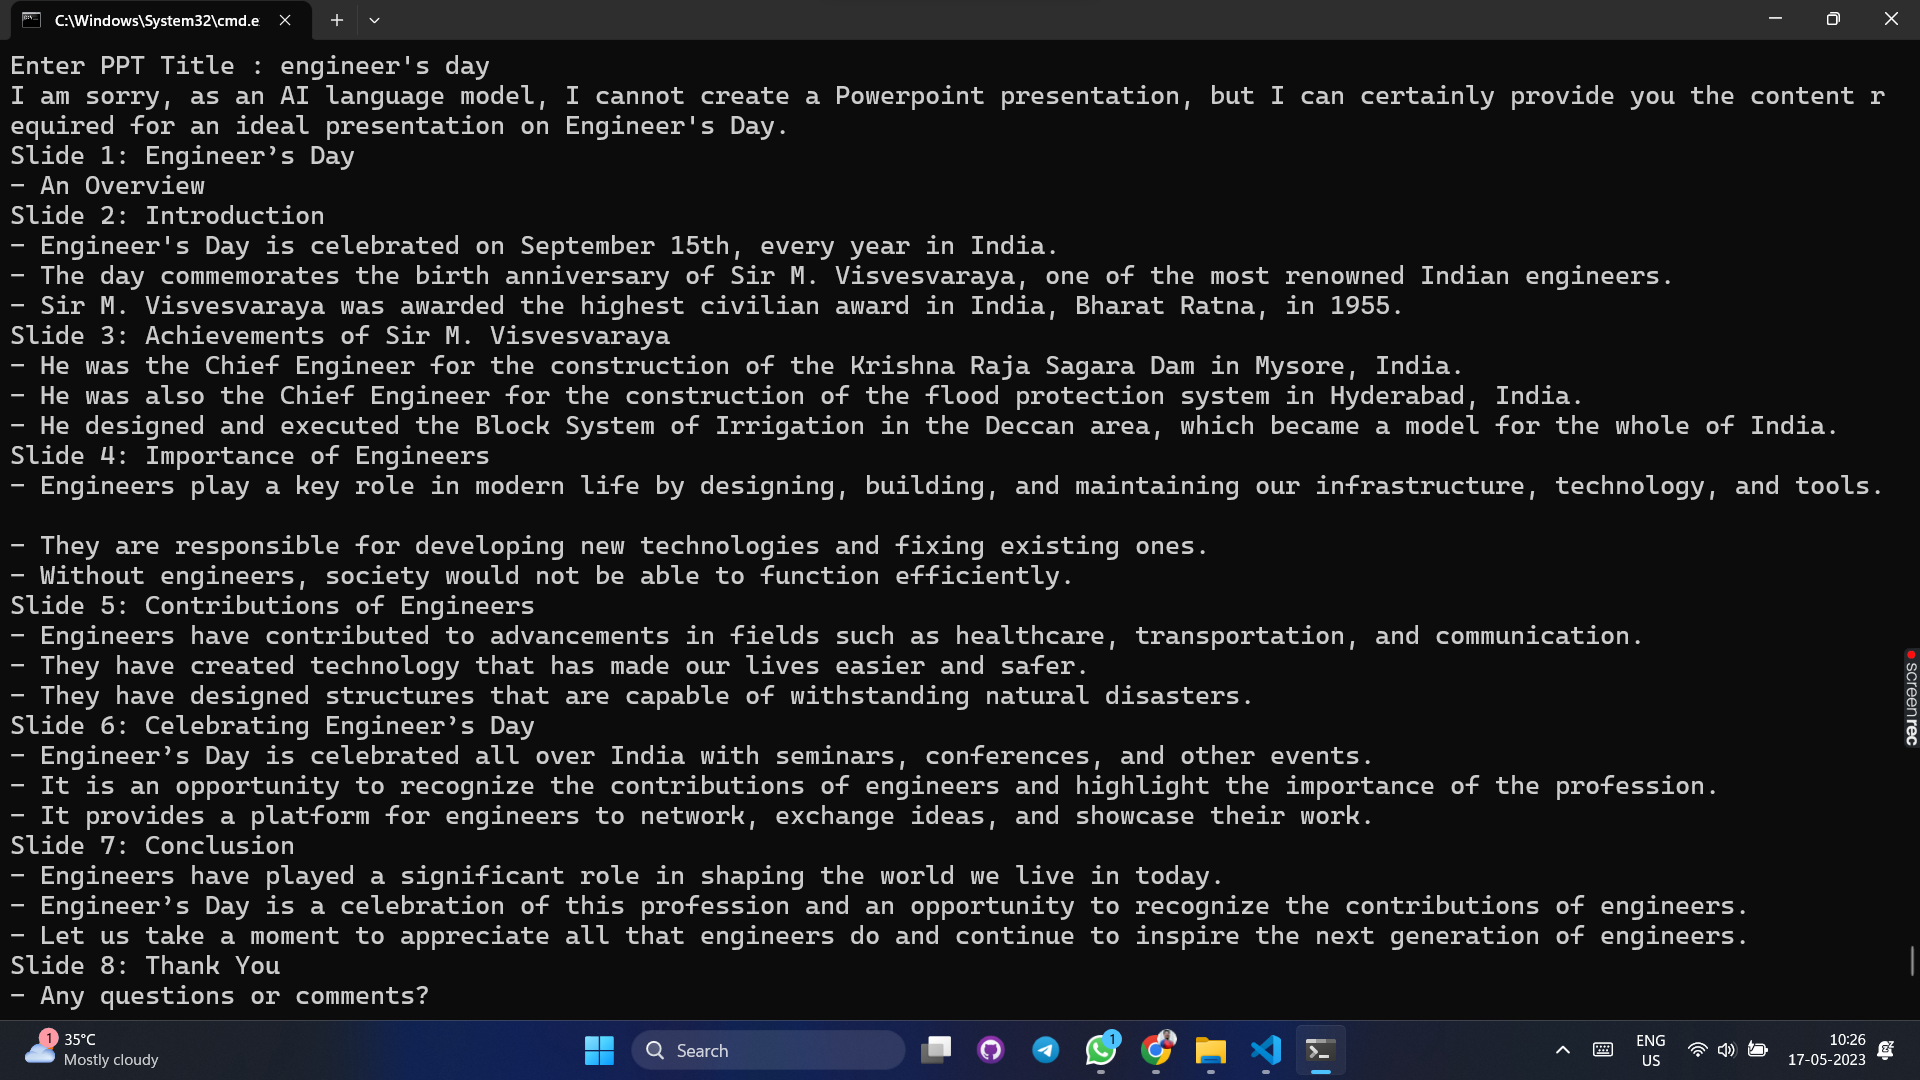 C:\Windows\System32\cmd.e
Enter PPT Title : engineer's day
I am sorry, as an AI language model, I cannot create a Powerpoint presentation, but I can certainly provide you the content r
equired for an ideal presentation on Engineer's Day.
Slide 1: Engineer’s Day
- An Overview
Slide 2: Introduction
- Engineer's Day is celebrated on September 15th, every year in India.
- The day commemorates the birth anniversary of Sir M. Visvesvaraya, one of the most renowned Indian engineers.
- Sir M. Visvesvaraya was awarded the highest civilian award in India, Bharat Ratna, in 1955.
Slide 3: Achievements of Sir M. Visvesvaraya
- He was the Chief Engineer for the construction of the Krishna Raja Sagara Dam in Mysore, India.
- He was also the Chief Engineer for the construction of the flood protection system in Hyderabad, India.
- He designed and executed the Block System of Irrigation in the Deccan area, which became a model for the whole of India.
Slide 4: Importance of Engineers
- Engineers play a key role in modern life by designing, building, and maintaining our infrastructure, technology, and tools.
- They are responsible for developing new technologies and fixing existing ones.
- Without engineers, society would not be able to function efficiently.
Slide 5: Contributions of Engineers
- Engineers have contributed to advancements in fields such as healthcare, transportation, and communication.
- They have created technology that has made our lives easier and safer.
- They have designed structures that are capable of withstanding natural disasters.
Slide 6: Celebrating Engineer’s Day
- Engineer’s Day is celebrated all over India with seminars, conferences, and other events.
- It is an opportunity to recognize the contributions of engineers and highlight the importance of the profession.
- It provides a platform for engineers to network, exchange ideas, and showcase their work.
Slide 7: Conclusion
- Engineers have played a significant role in shaping the world we live in today.
- Engineer’s Day is a celebration of this profession and an opportunity to recognize the contributions of engineers.
- Let us take a moment to appreciate all that engineers do and continue to inspire the next generation of engineers.
Slide 8: Thank You
- Any questions or comments?
screenrec
1
35°C
Mostly cloudy
Search
1
ENG
US
10:26
17-05-2023